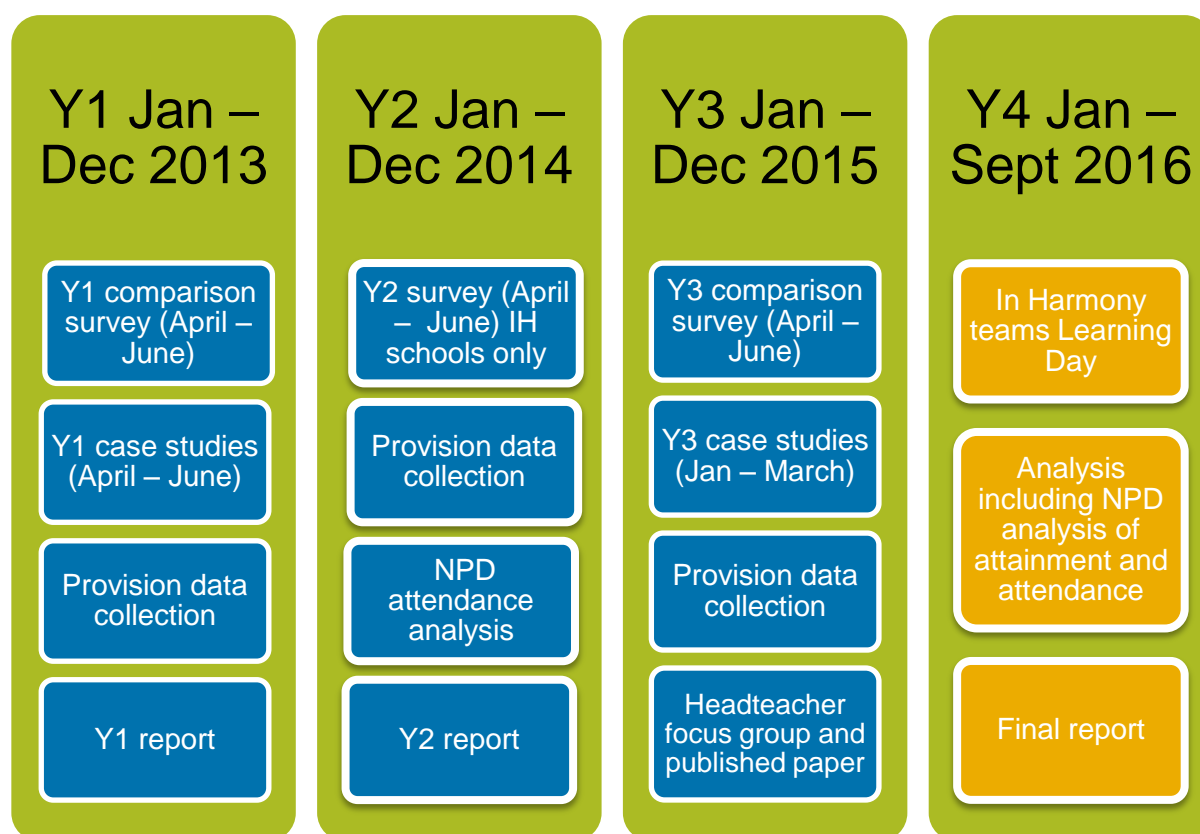 Y1 Jan –
Dec 2013
Y1 comparison
survey (April –
June)
Y1 case studies
(April – June)
Provision data
collection
Y1 report
Y2 Jan –
Dec 2014
Y2 survey (April
– June) IH
schools only
Provision data
collection
NPD
attendance
analysis
Y2 report
Y3 Jan –
Dec 2015
Y3 comparison
survey (April –
June)
Y3 case studies
(Jan – March)
Provision data
collection
Headteacher
focus group and
published paper
Y4 Jan –
Sept 2016
In Harmony
teams Learning
Day
Analysis
including NPD
analysis of
attainment and
attendance
Final report